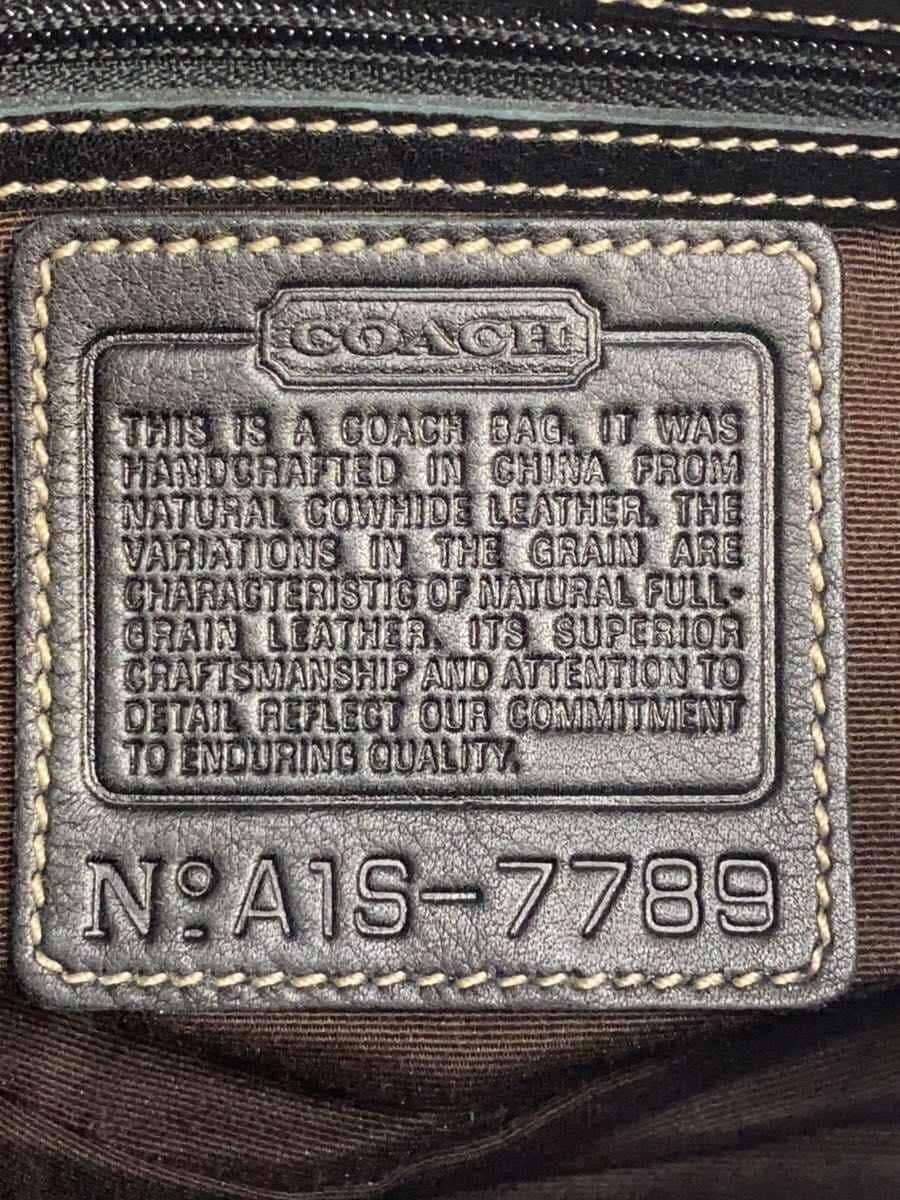 COACH
THIS IS A COACH BAG. IT WAS
HANDCRAFTED IN CHINA FROM
NATURAL COWHIDE LEATHER. THE
VARIATIONS IN THE GRAIN ARE
CHARACTERISTIC OF NATURAL FULL-
GRAIN LEATHER. ITS SUPERIOR
CRAFTSMANSHIP AND ATTENTION TO
DETAIL REFLECT OUR COMMITMENT
TO ENDURING QUALITY.
Nº A1S-7789